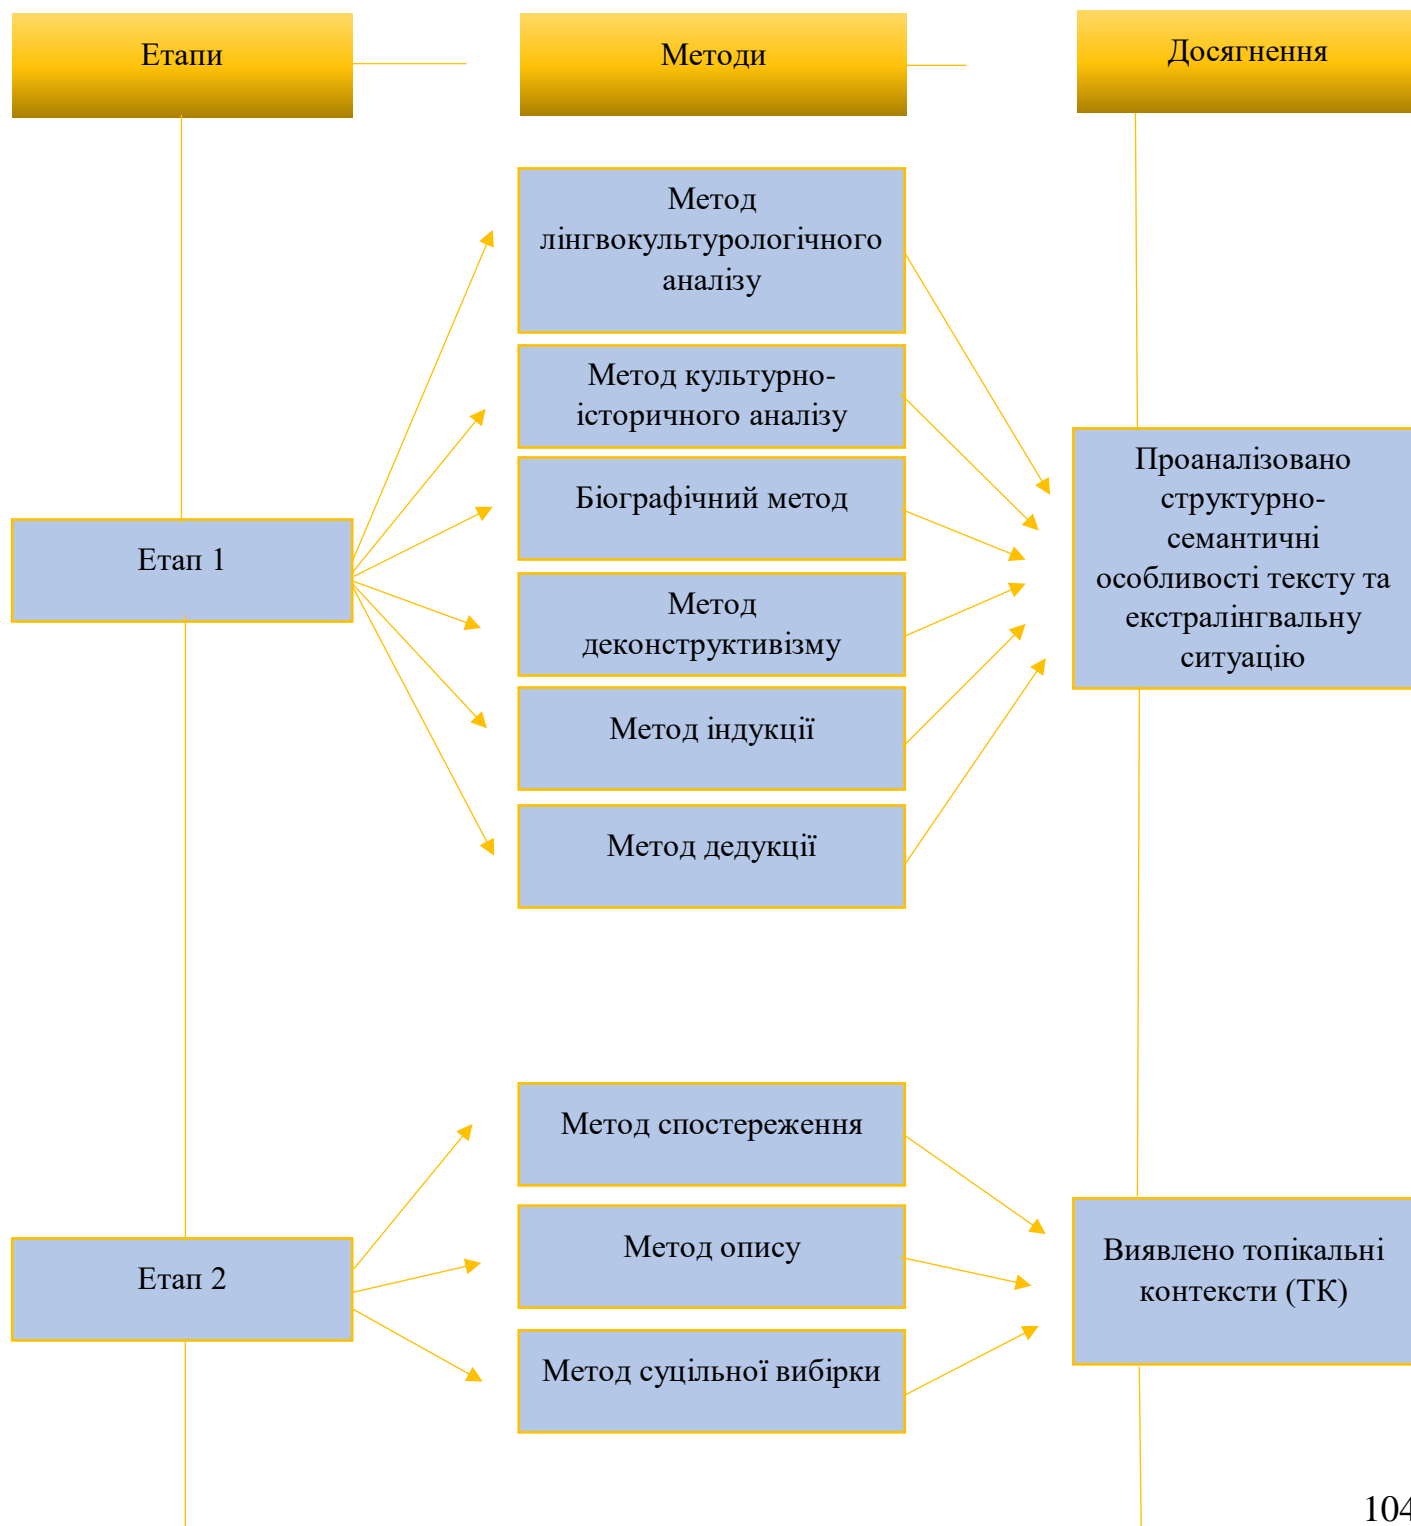 Етапи
Методи
Досягнення
Метод
лінгвокультурологічного
аналізу
Метод культурно-
історичного аналізу
Біографічний метод
Етап 1
Метод
деконструктивізму
Метод індукції
Метод дедукції
Проаналізовано
структурно-
семантичні
особливості тексту та
екстралінгвальну
ситуацію
Метод спостереження
Етап 2
Метод опису
Метод суцільної вибірки
Виявлено топікальні
контексти (ТК)
104